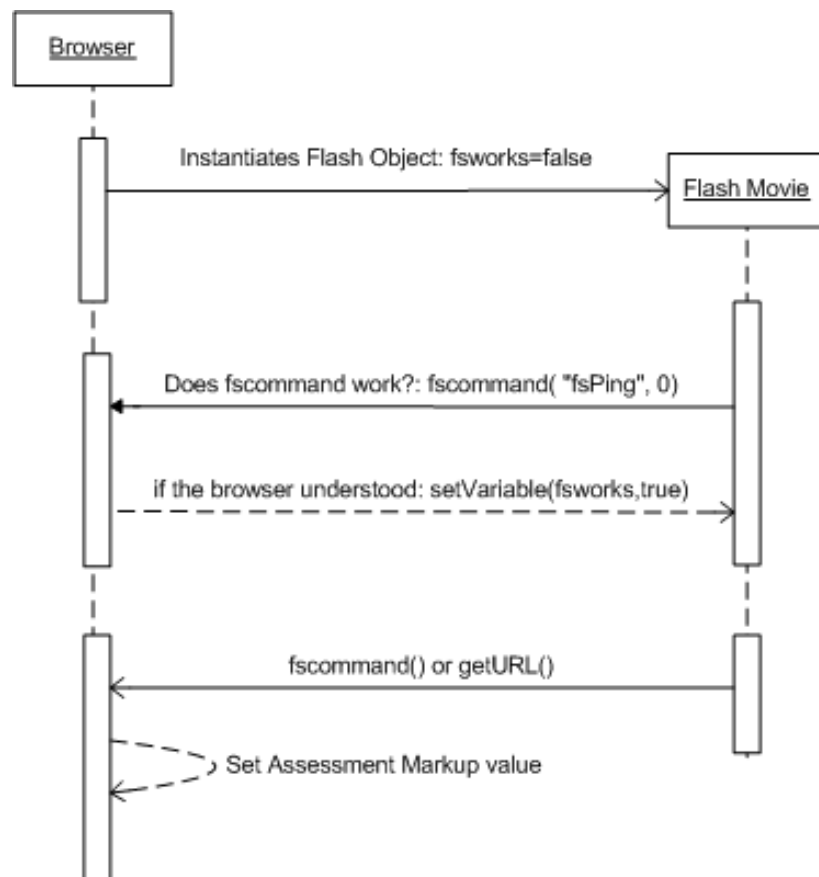 Browser
Instantiates Flash Object: fsworks=false
Flash Movie
Does fscommand work?: fscommand( "fsPing", 0)
if the browser understood: setVariable(fsworks,true)
fscommand() or getURL()
Set Assessment Markup value